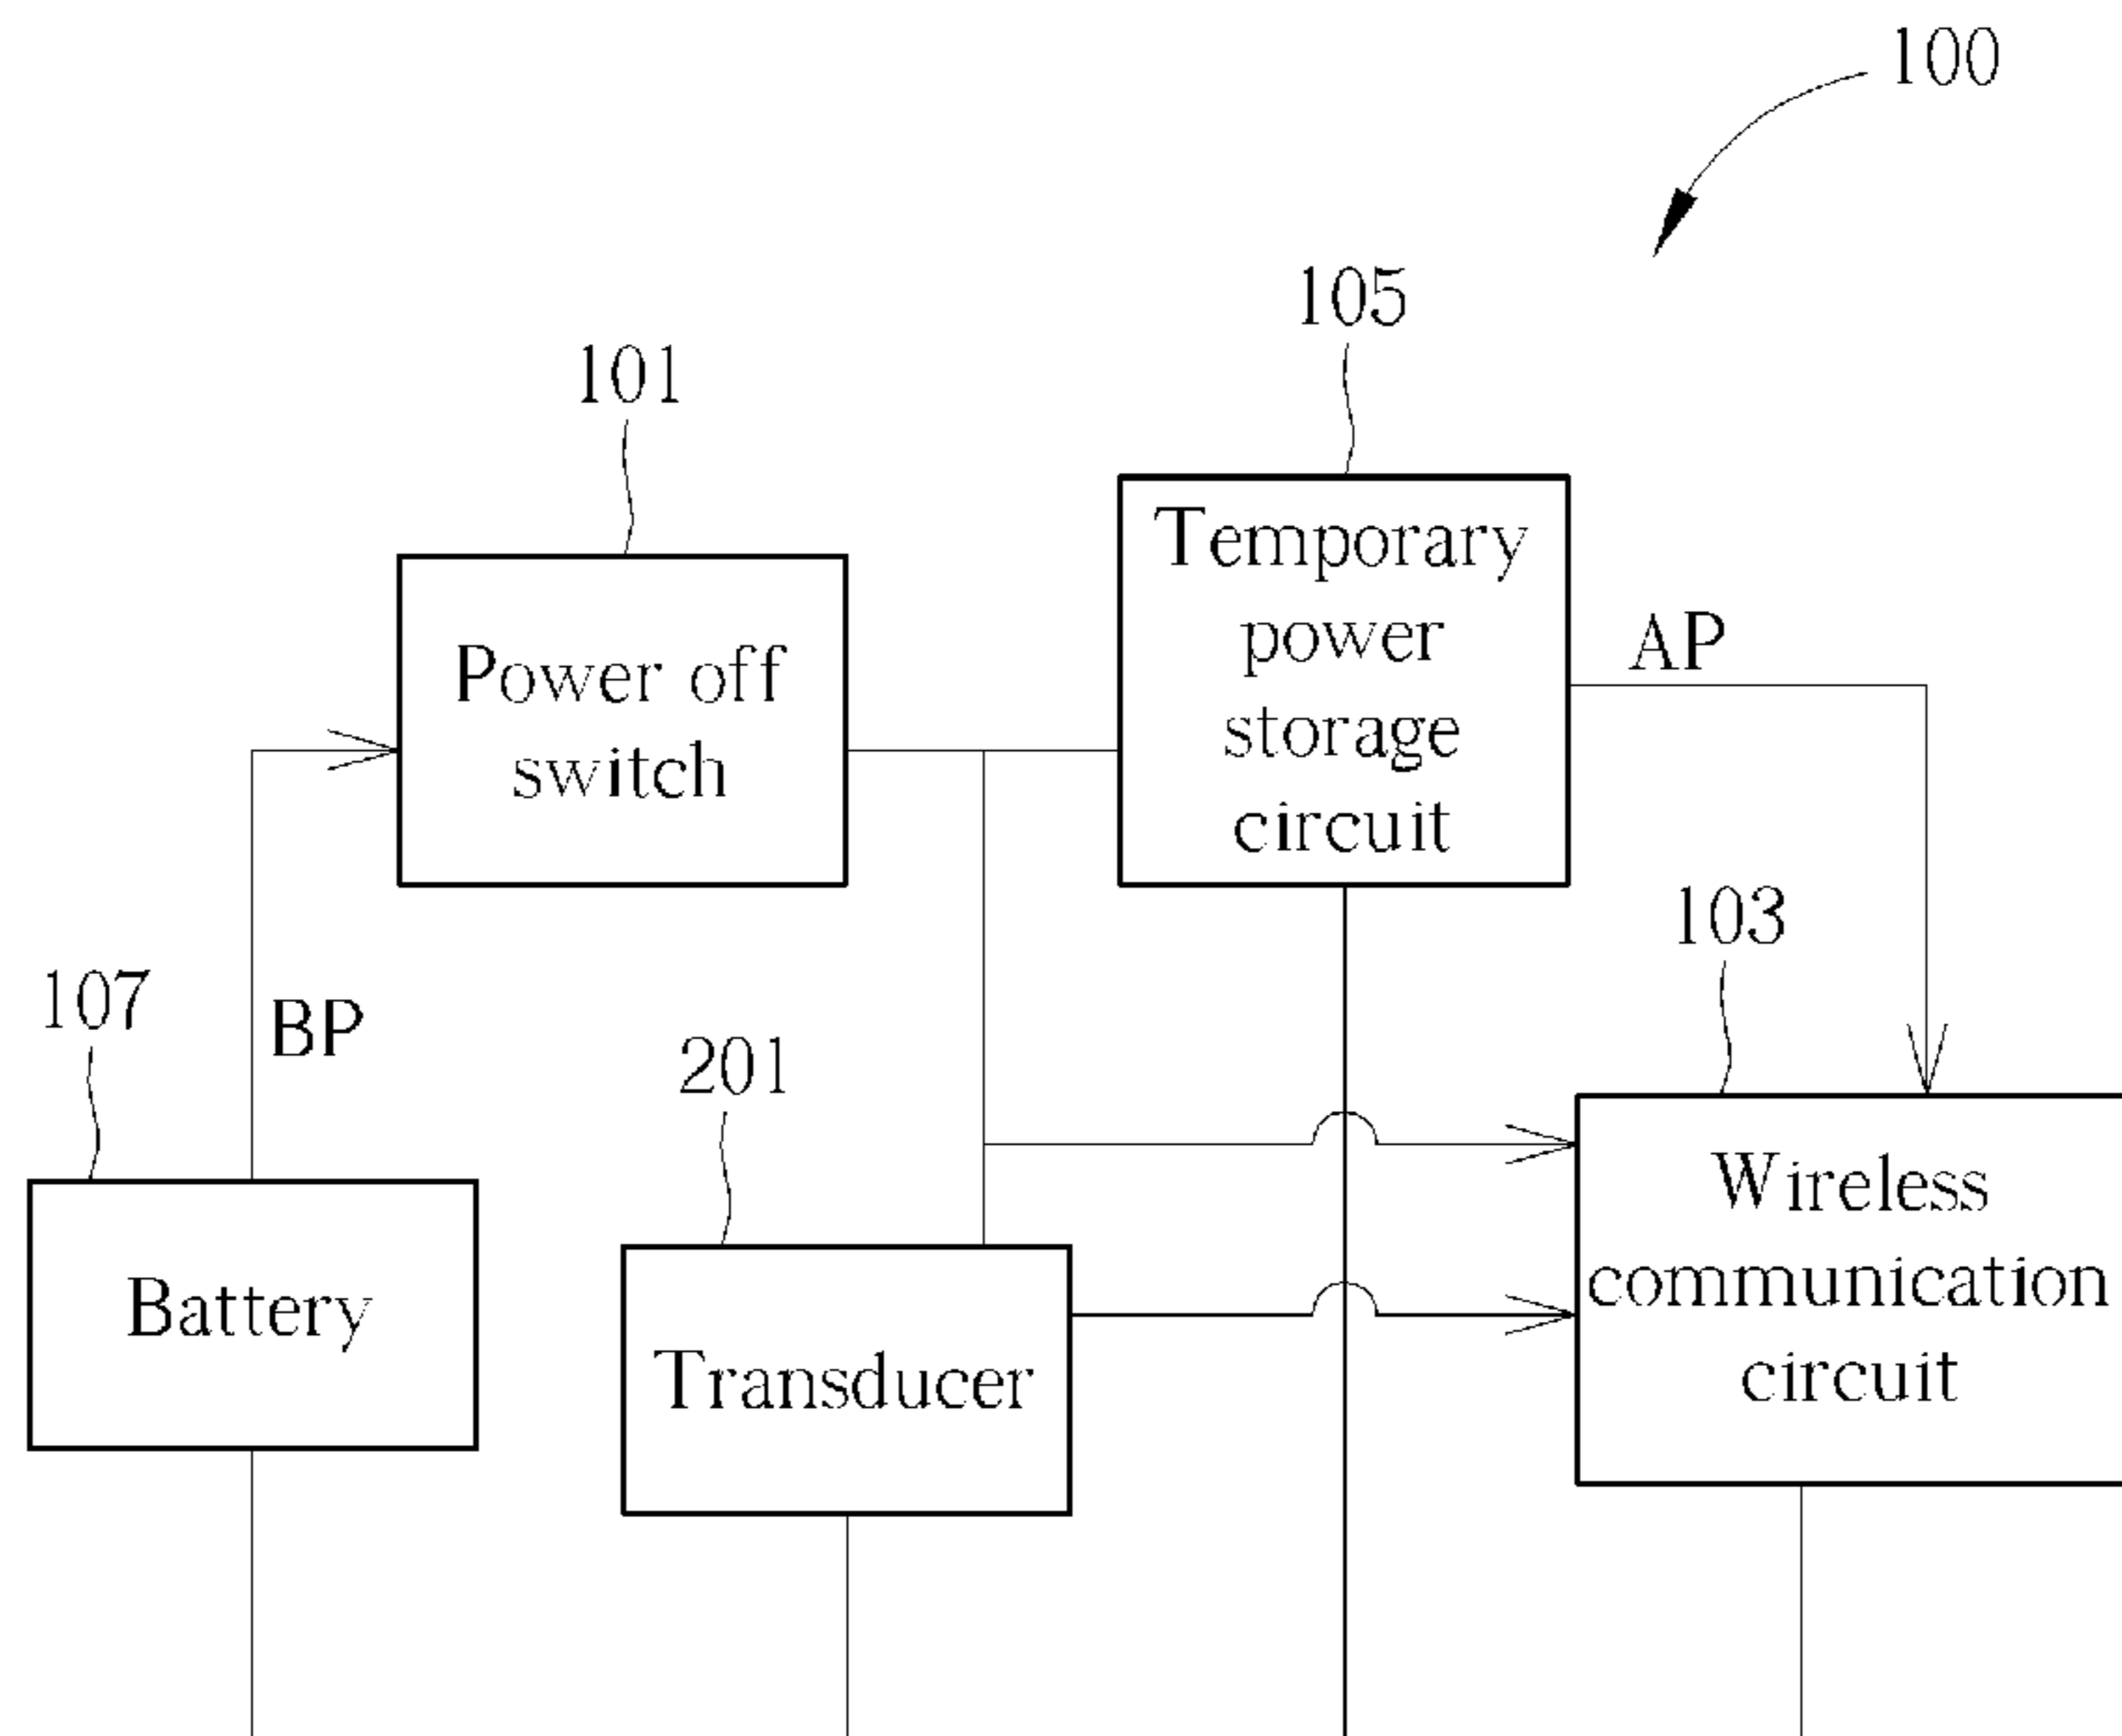 100
105
101
Temporary
power
storage
circuit
AP
Power off
switch
103
107
BP
201
Wireless
communication
circuit
Battery
Transducer